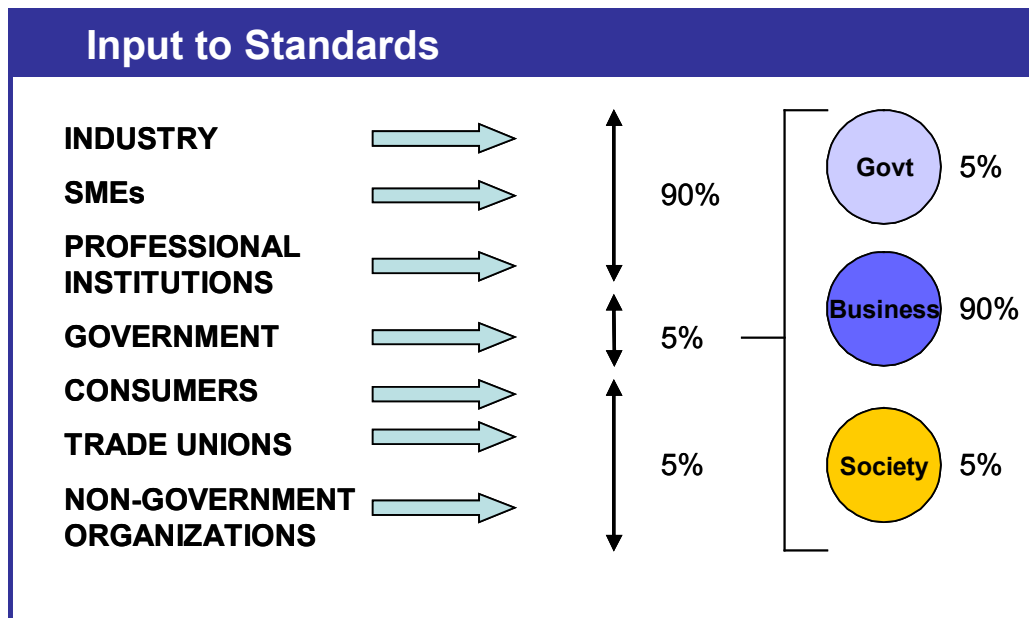 Input to Standards
INDUSTRY
SMEs
PROFESSIONAL
INSTITUTIONS
GOVERNMENT
CONSUMERS
TRADE UNIONS
NON-GOVERNMENT
ORGANIZATIONS
90%
5%
5%
Govt 5%
Business 90%
Society 5%